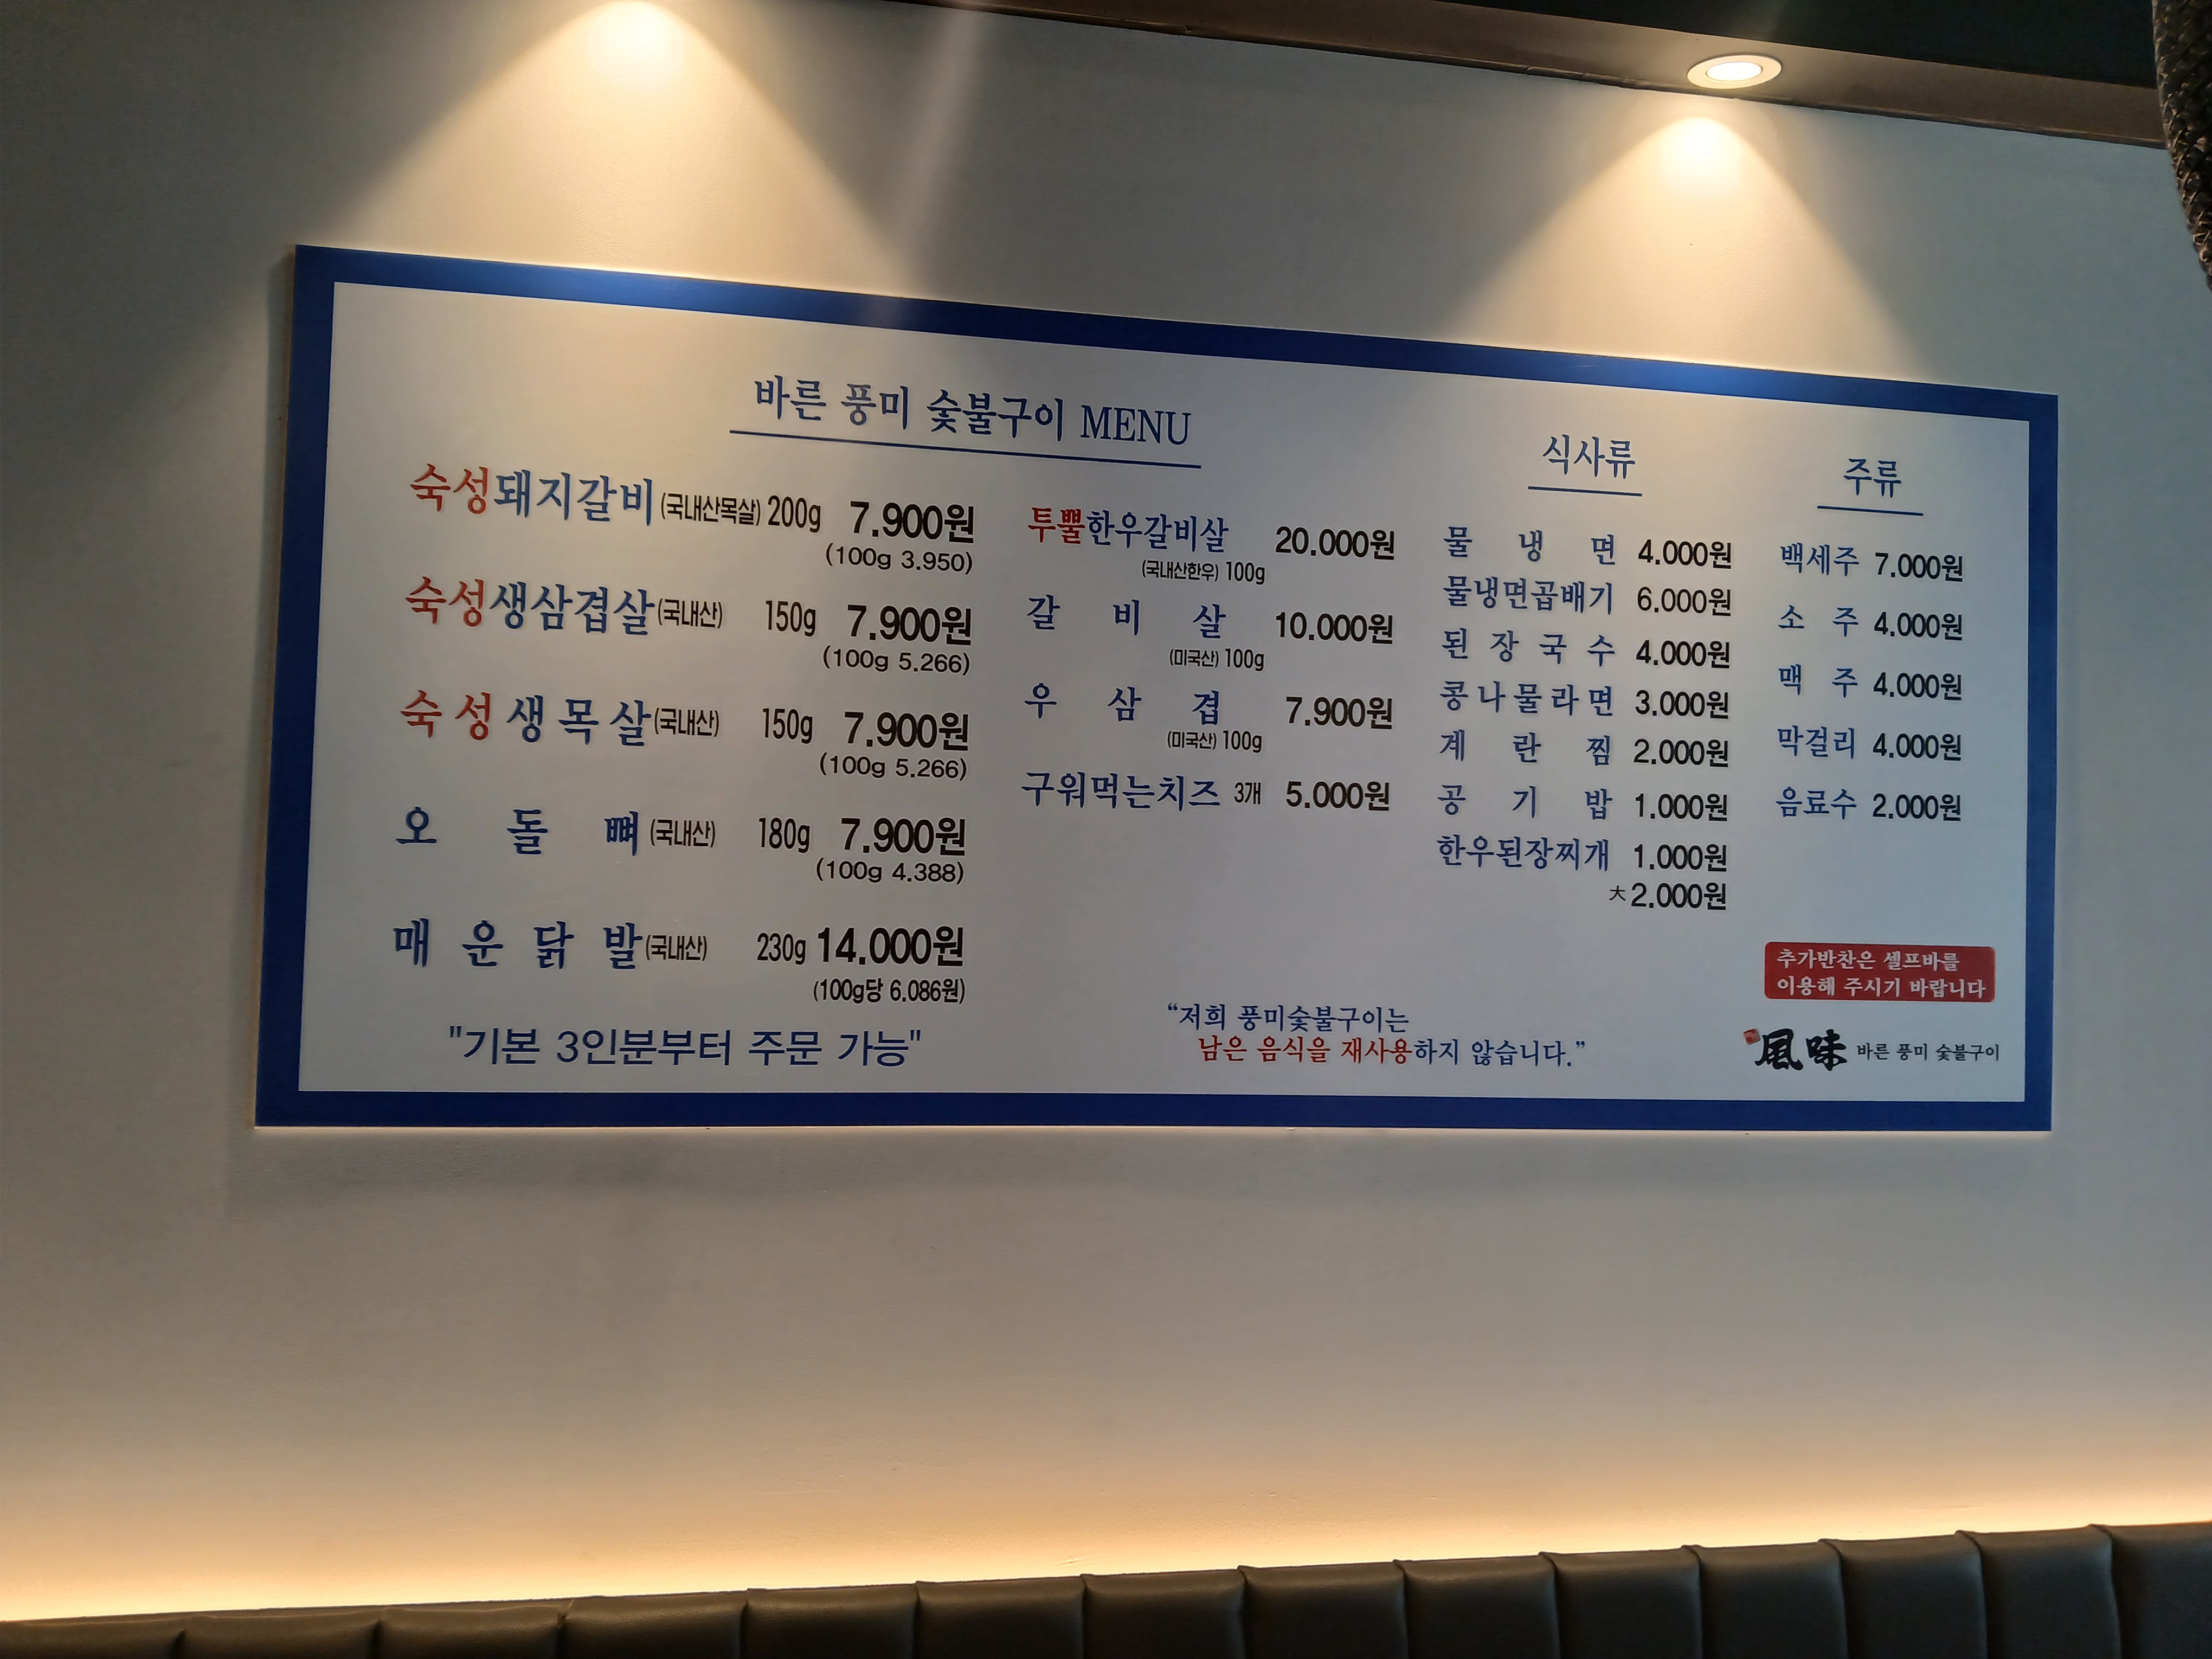 바른 풍미 숯불구이 MENU
숙성돼지갈비(국내산목살) 200g 7.900원
(100g 3.950)
숙성생삼겹살(국내산) 150g 7.900원
(100g 5.266)
숙성생목살(국내산) 150g 7.900원
(100g 5.266)
오돌뼈(국내산) 180g 7.900원
(100g 4.388)
매운닭발(국내산) 230g 14.000원
(100g당 6.086원)
"기본 3인분부터 주문 가능"
투뿔한우갈비살 20.000원
(국내산한우) 100g
갈비살 10.000원
(미국산) 100g
우삼겹 7.900원
(미국산) 100g
구워먹는치즈 3개 5.000원
식사류
물냉면 4.000원
물냉면곱배기 6.000원
된장국수 4.000원
콩나물라면 3.000원
계란찜 2.000원
공기밥 1.000원
한우된장찌개 1.000원
大 2.000원
주류
백세주 7.000원
소주 4.000원
맥주 4.000원
막걸리 4.000원
음료수 2.000원
추가반찬은 셀프바를
이용해 주시기 바랍니다
“저희 풍미숯불구이는
남은 음식을 재사용하지 않습니다.”
風味 바른 풍미 숯불구이